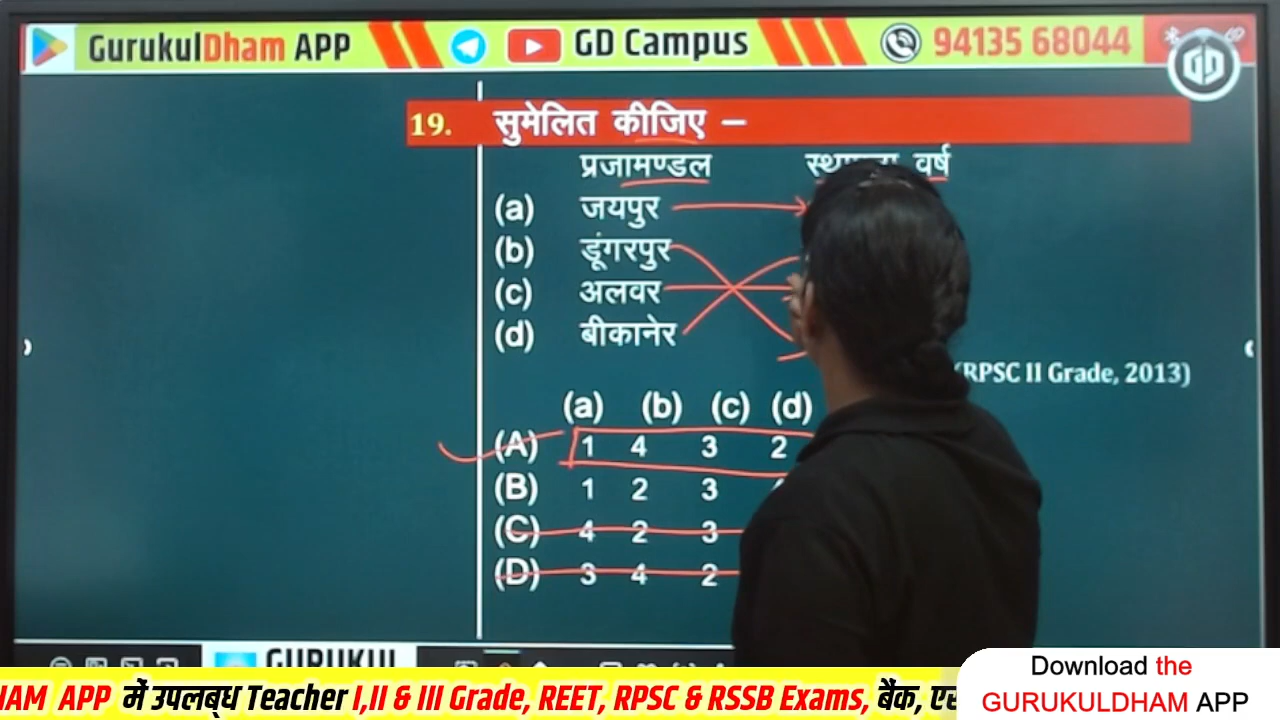 GurukulDham APP GD Campus 94135 68044
GD
19. सुमेलित कीजिए –
प्रजामण्डल वर्ष
(a) जयपुर
(b) डूंगरपुर
(c) अलवर
(d) बीकानेर
(RPSC II Grade, 2013)
(a) (b) (c) (d)
(A) 1 4 3 2
(B) 1 2 3
(C) 4 2 3
(D) 3 4 2
GURUKUL
APP में उपलब्ध Teacher I,II & III Grade, REET, RPSC & RSSB Exams, बैंक,
Download the
GURUKULDHAM APP